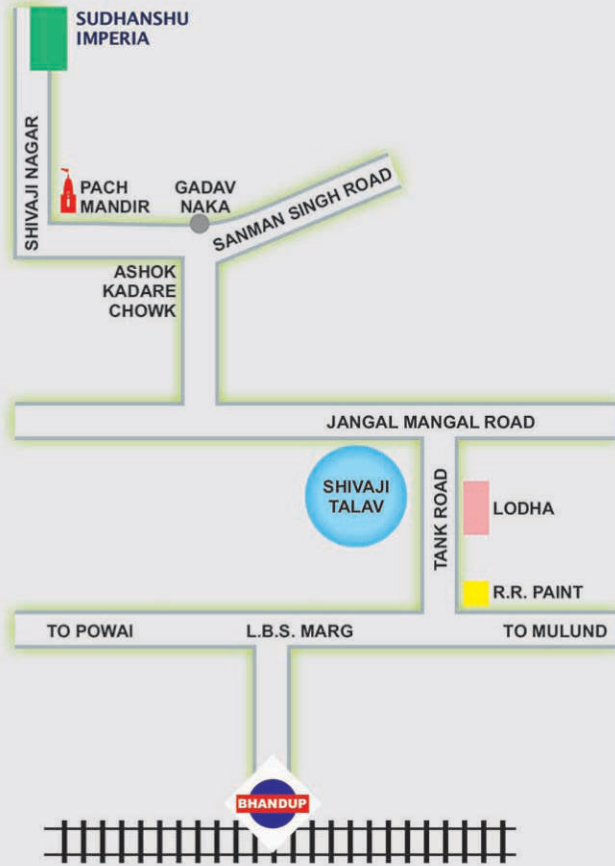 SUDHANSHU
IMPERIA
SHIVAJI NAGAR
PACH
MANDIR
GADAV
NAKA
SANMAN SINGH ROAD
ASHOK
KADARE
CHOWK
JANGAL MANGAL ROAD
SHIVAJI
TALAV
TANK ROAD
LODHA
R.R. PAINT
TO POWAI
L.B.S. MARG
TO MULUND
BHANDUP